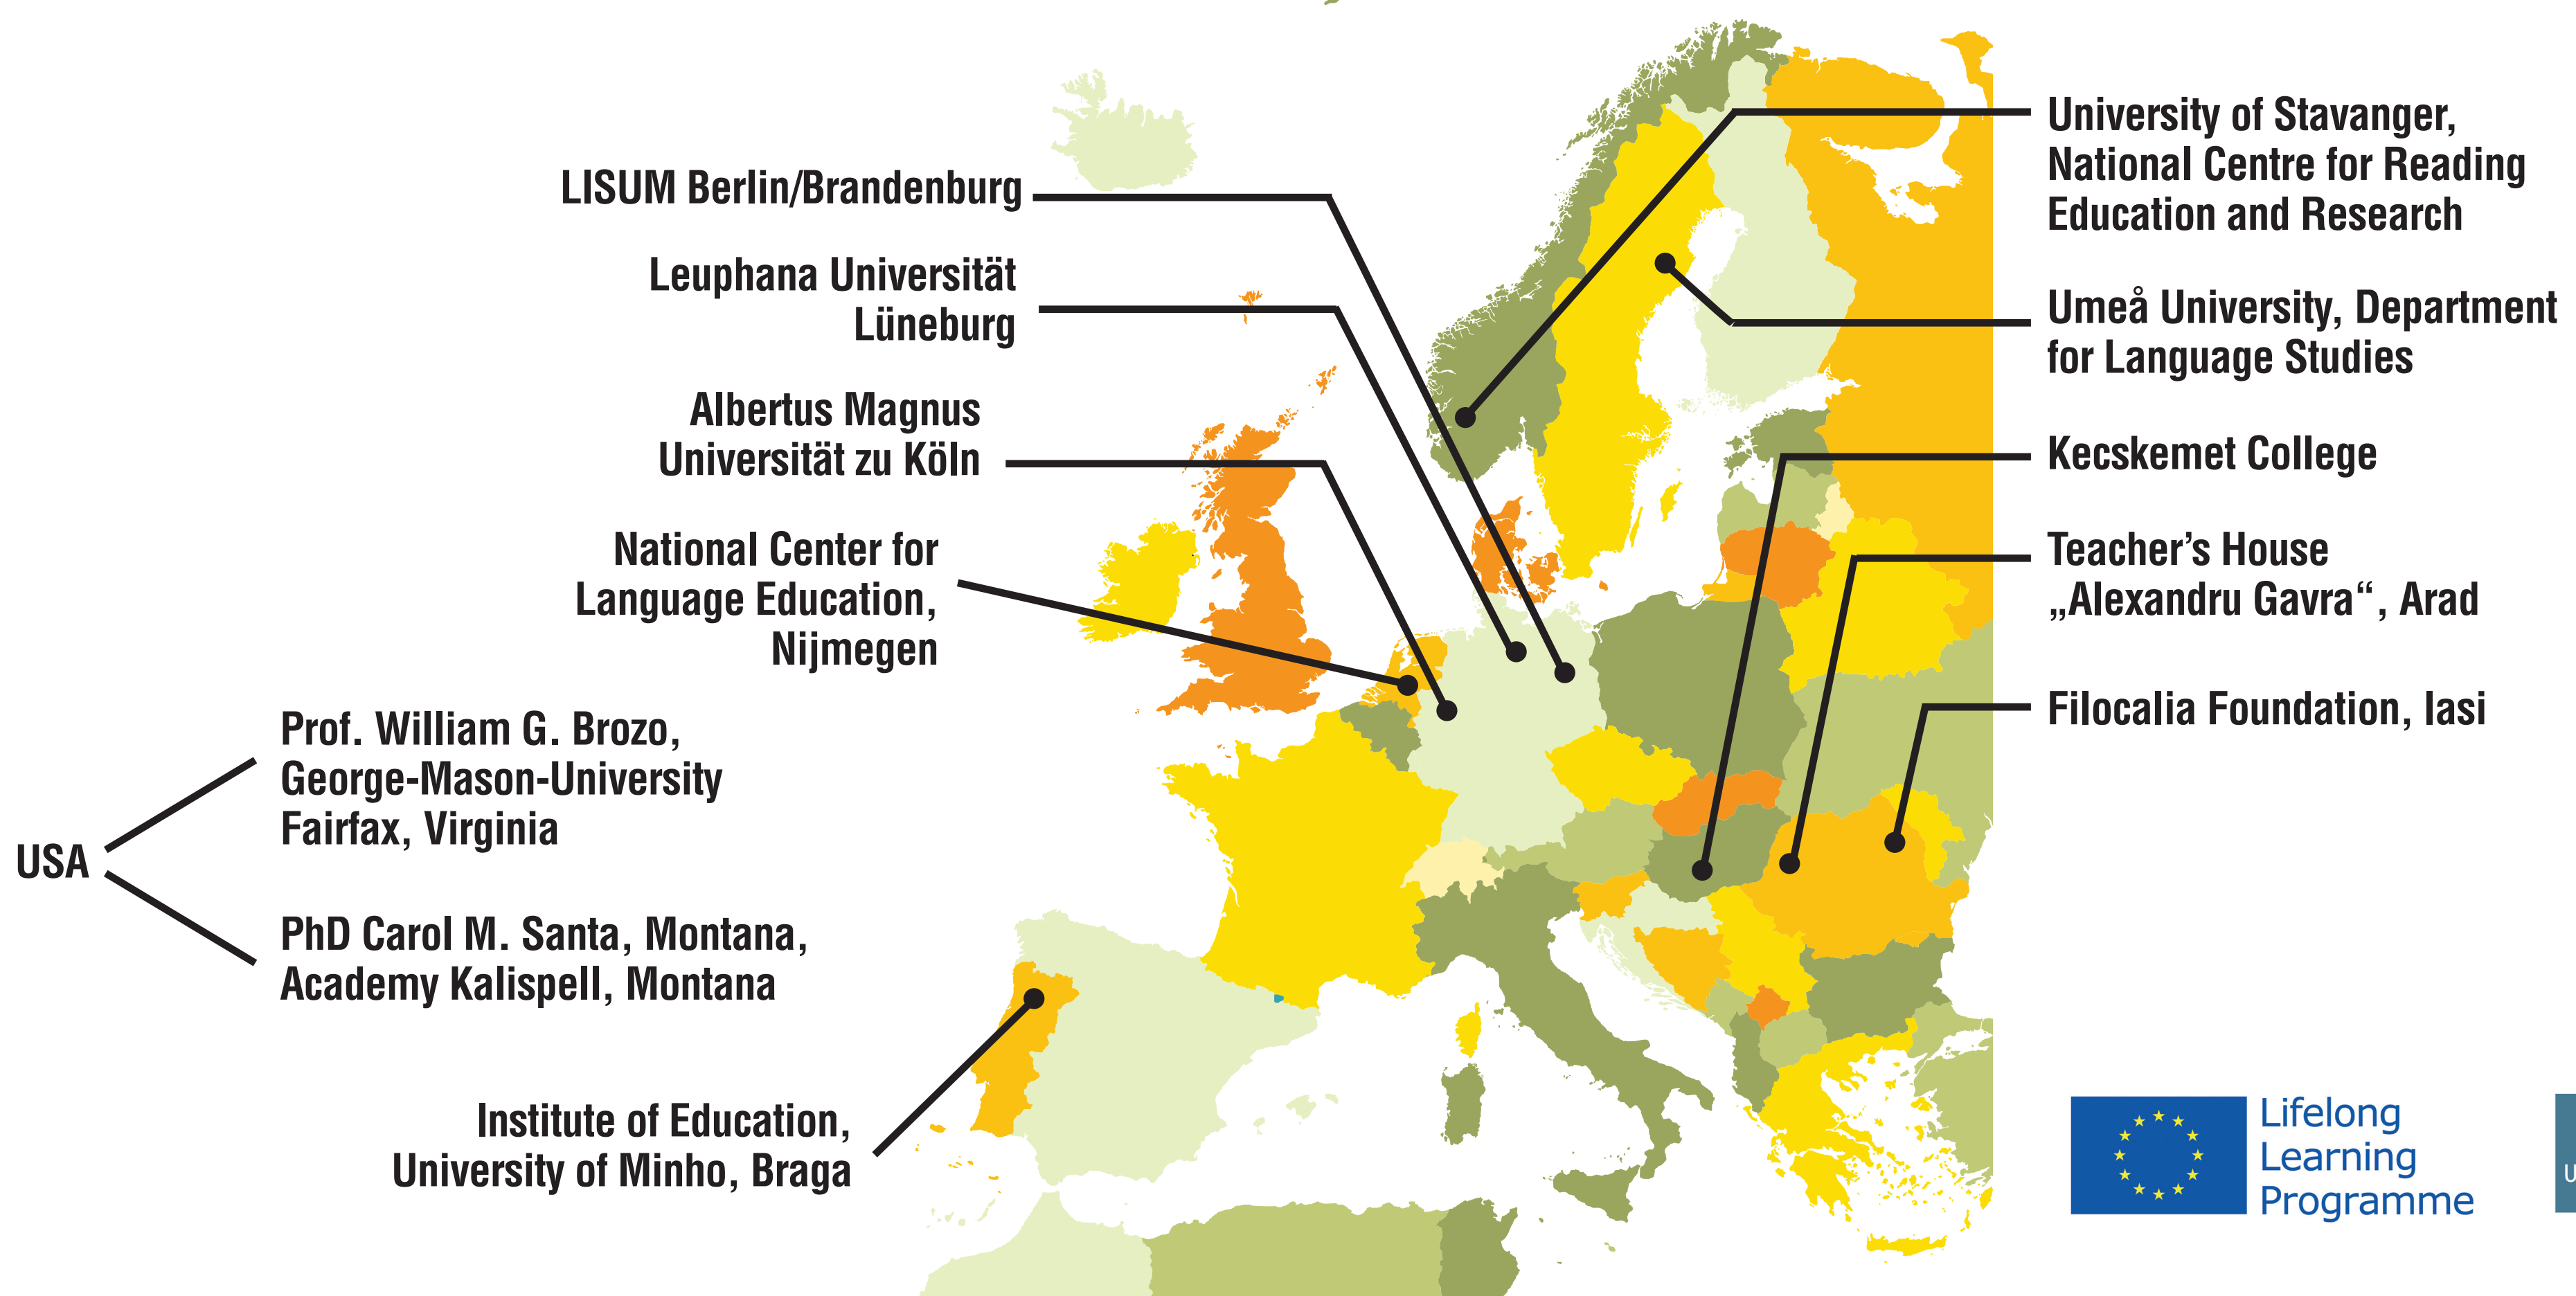 LISUM Berlin/Brandenburg
Leuphana Universität
Lüneburg
Albertus Magnus
Universität zu Köln
National Center for
Language Education,
Nijmegen
USA
Prof. William G. Brozo,
George-Mason-University
Fairfax, Virginia
PhD Carol M. Santa, Montana,
Academy Kalispell, Montana
Institute of Education,
University of Minho, Braga
University of Stavanger,
National Centre for Reading
Education and Research
Umeå University, Department
for Language Studies
Kecskemet College
Teacher’s House
„Alexandru Gavra“, Arad
Filocalia Foundation, Iasi
Lifelong
Learning
Programme
U